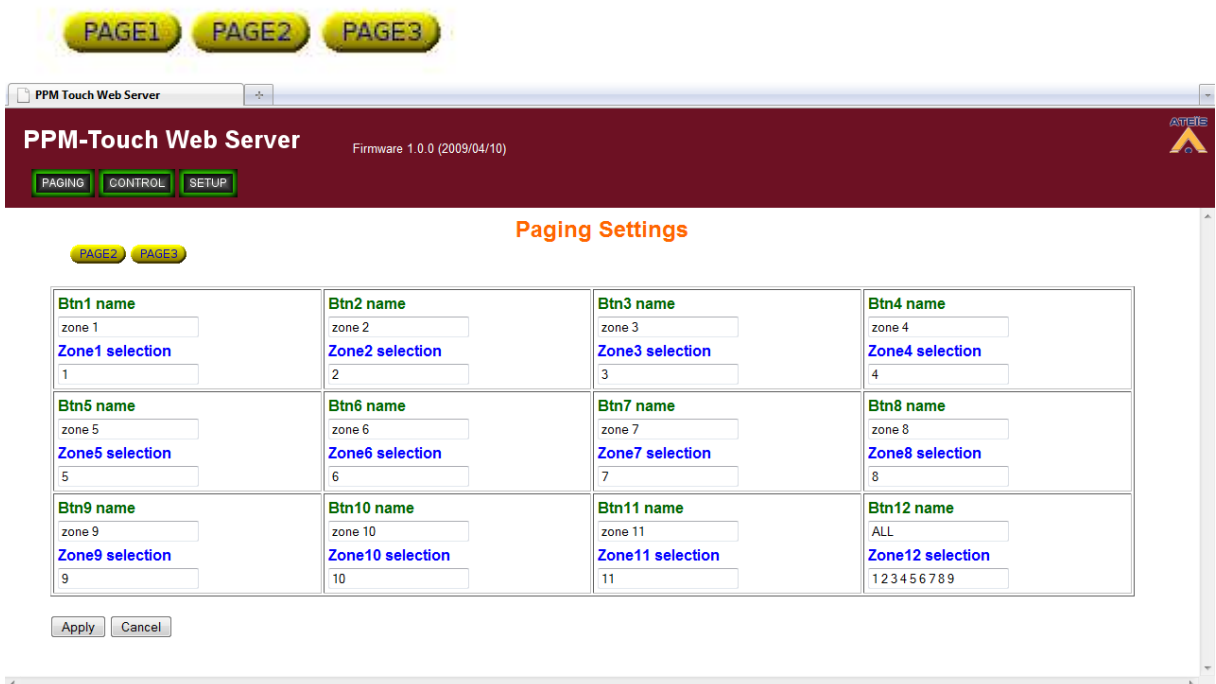 PAGE1 PAGE2 PAGE3
PPM Touch Web Server
ATEÏS
PPM-Touch Web Server Firmware 1.0.0 (2009/04/10)
PAGING CONTROL SETUP
Paging Settings
PAGE2 PAGE3
Btn1 name Btn2 name Btn3 name Btn4 name
zone 1 zone 2 zone 3 zone 4
Zone1 selection Zone2 selection Zone3 selection Zone4 selection
1 2 3 4
Btn5 name Btn6 name Btn7 name Btn8 name
zone 5 zone 6 zone 7 zone 8
Zone5 selection Zone6 selection Zone7 selection Zone8 selection
5 6 7 8
Btn9 name Btn10 name Btn11 name Btn12 name
zone 9 zone 10 zone 11 ALL
Zone9 selection Zone10 selection Zone11 selection Zone12 selection
9 10 11 1 2 3 4 5 6 7 8 9
Apply Cancel